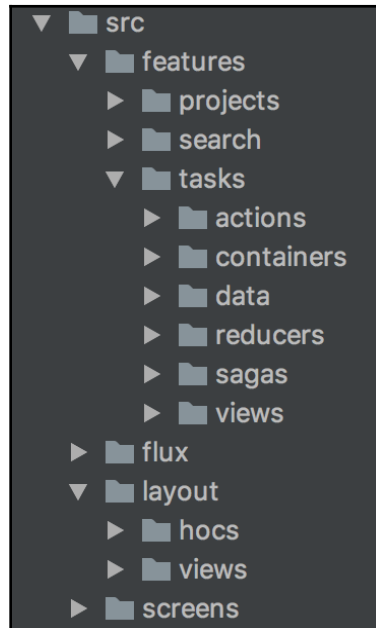 src
features
projects
search
tasks
actions
containers
data
reducers
sagas
views
flux
layout
hocs
views
screens